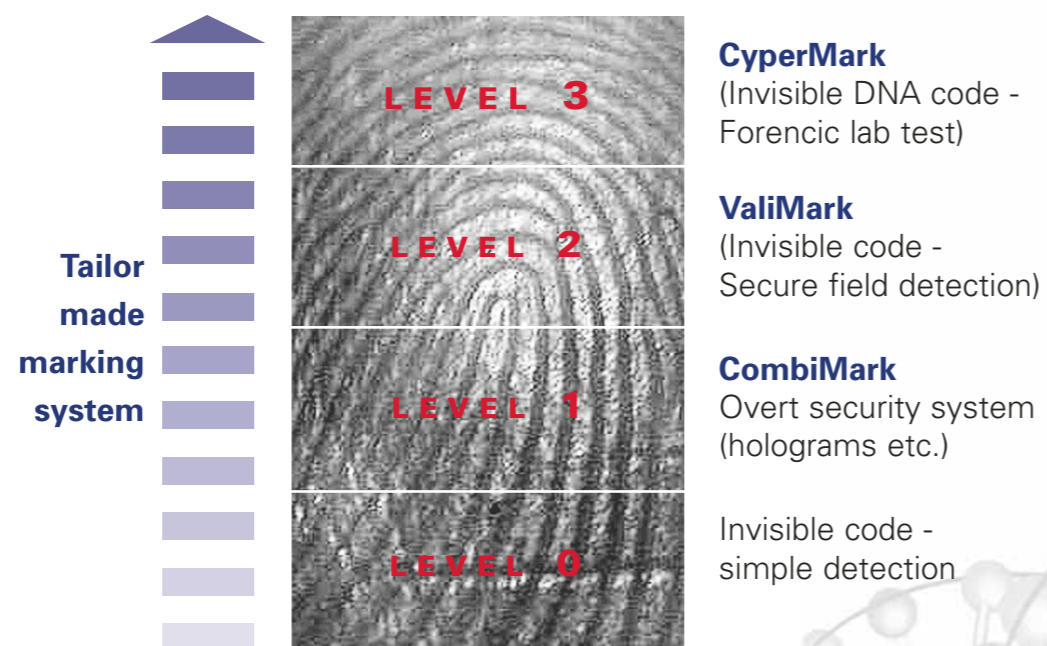 Tailor
made
marking
system
LEVEL 3
LEVEL 2
LEVEL 1
LEVEL 0
CyperMark
(Invisible DNA code -
Forencic lab test)
ValiMark
(Invisible code -
Secure field detection)
CombiMark
Overt security system
(holograms etc.)
Invisible code -
simple detection